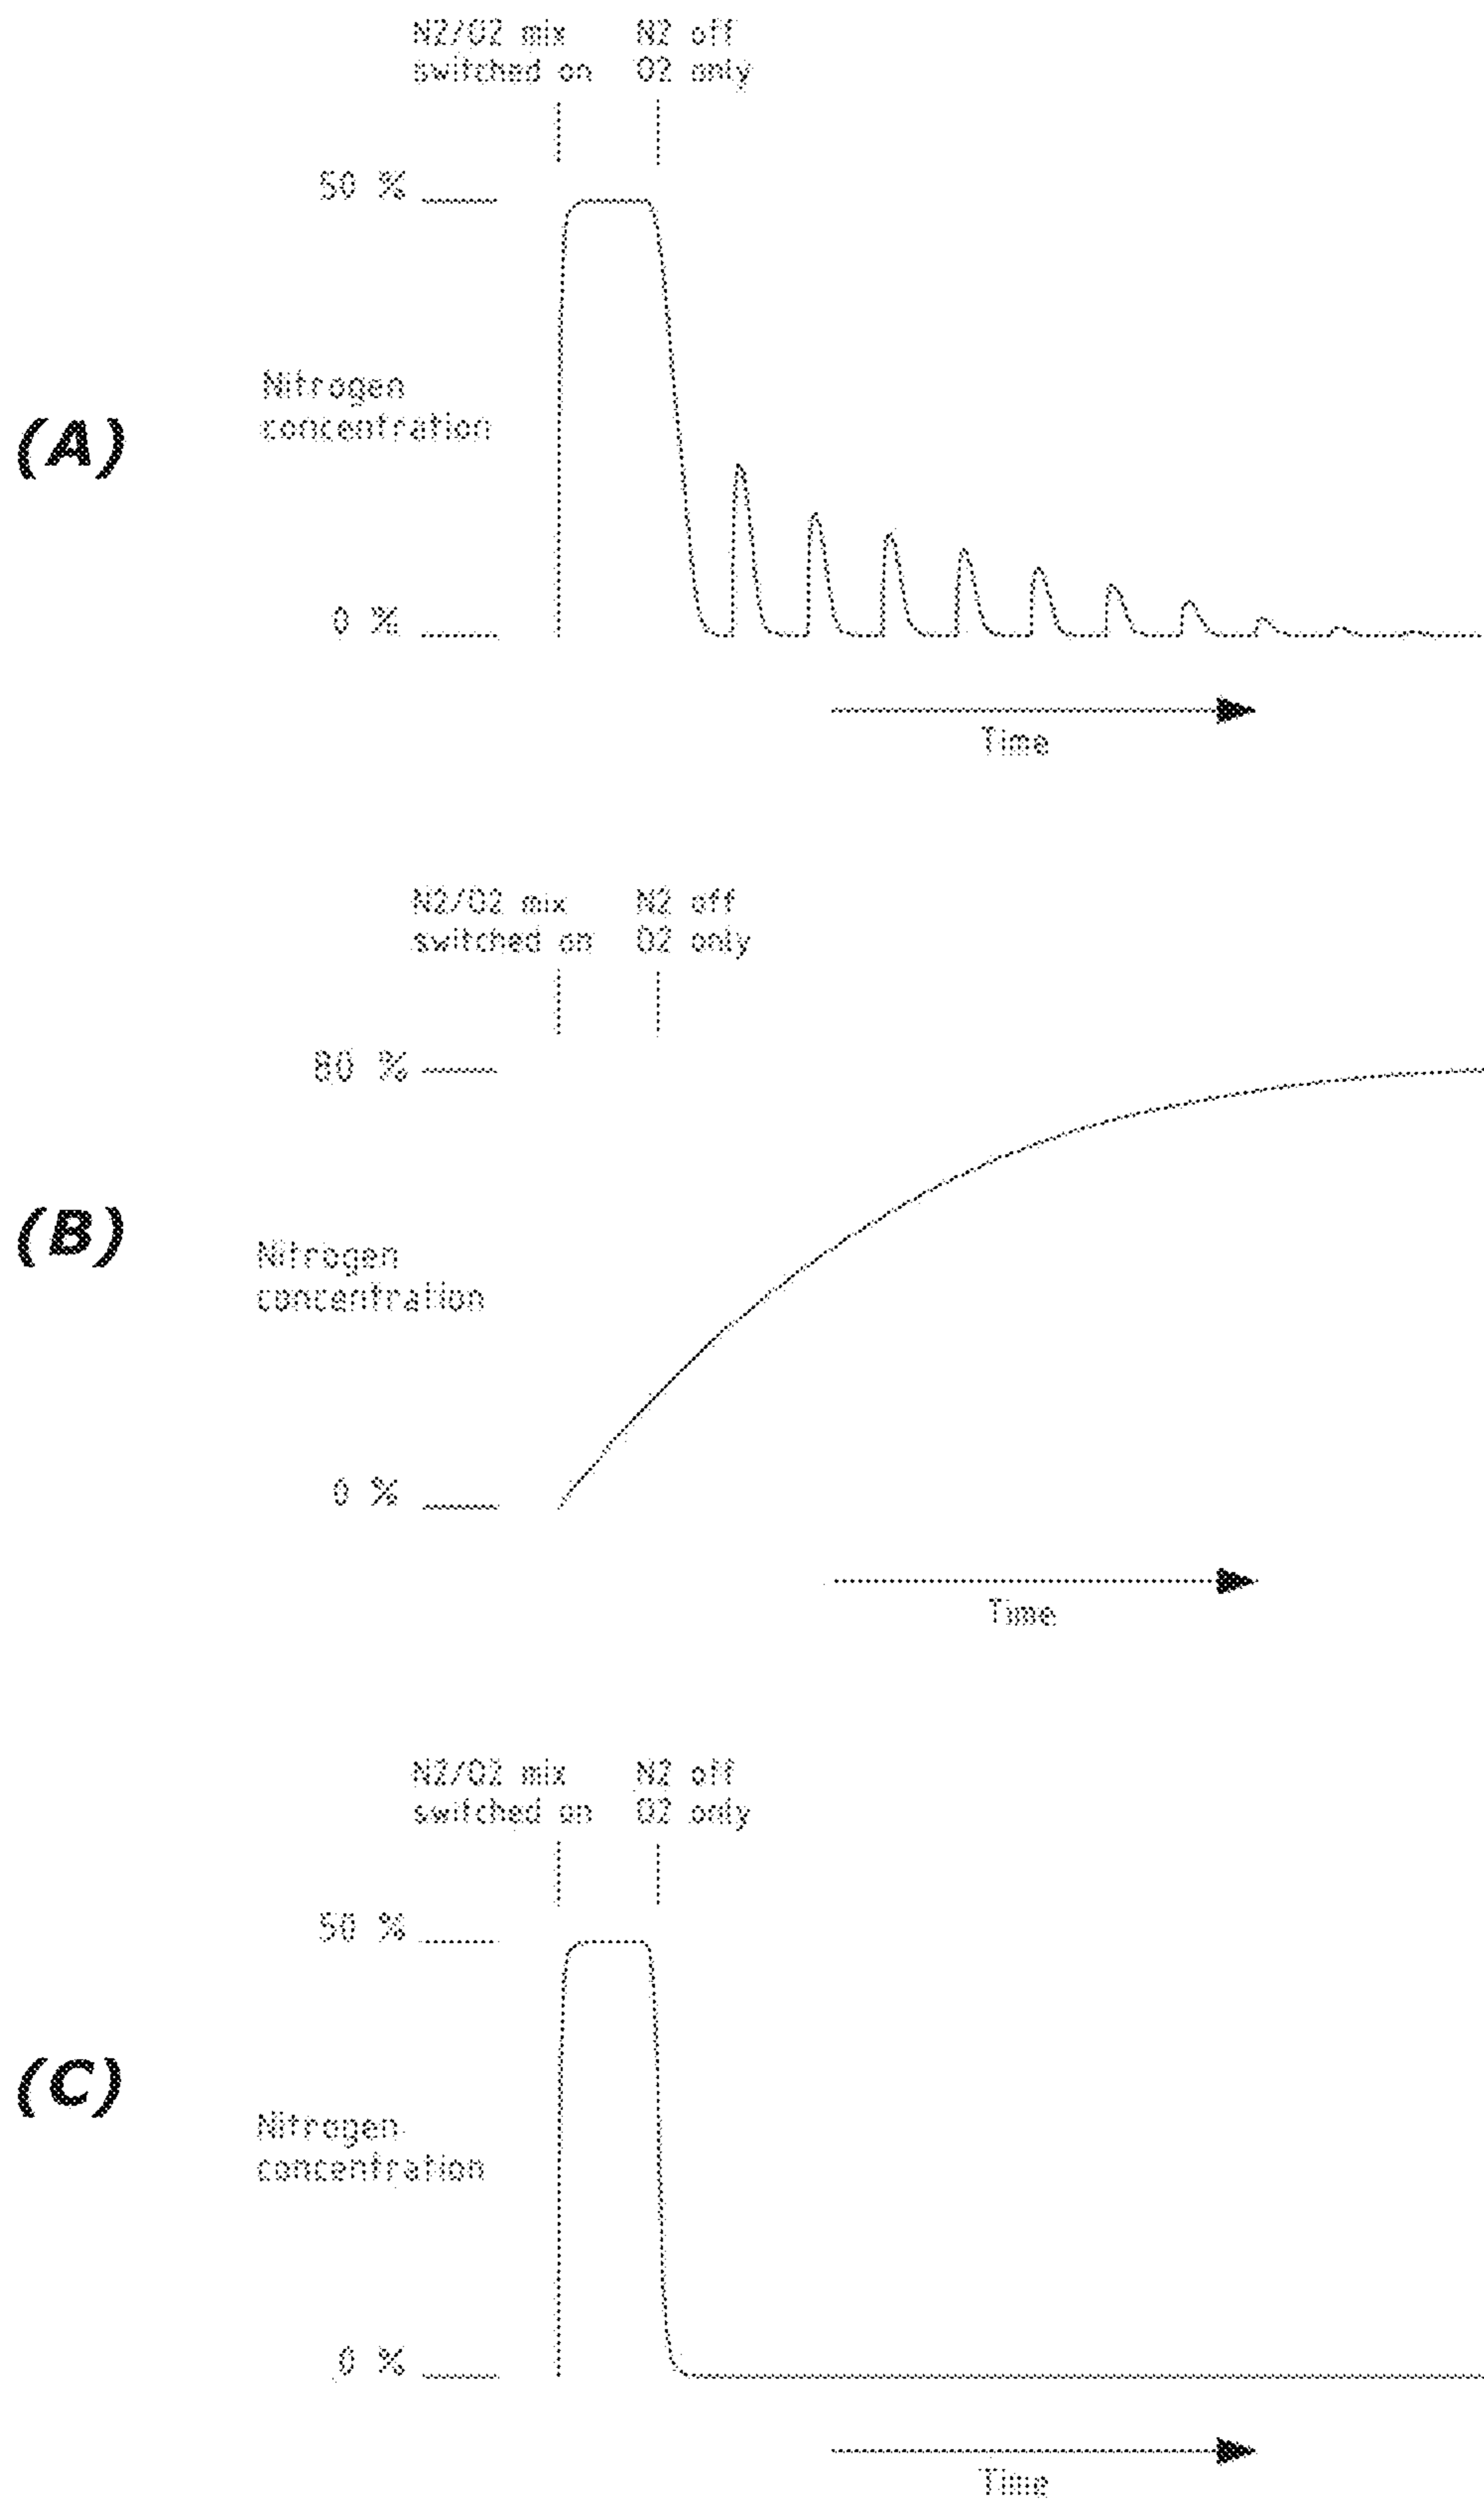 N2/O2 mix N2 off
switched on O2 only
50 %
Nitrogen
concentration
(A)
0 %
Time
N2/O2 mix N2 off
switched on O2 only
80 %
(B)
Nitrogen
concentration
0 %
Time
N2/O2 mix N2 off
switched on O2 only
50 %
(C)
Nitrogen
concentration
0 %
Time